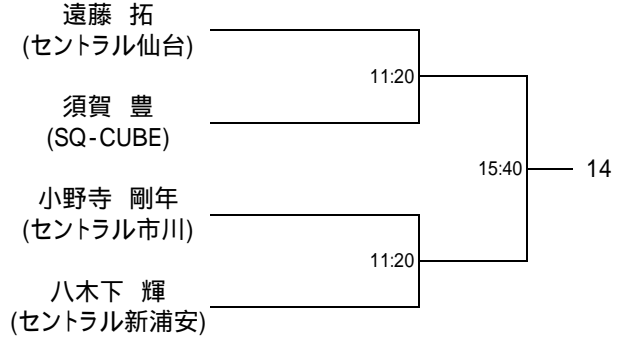 遠藤 拓
(セントラル仙台)
11:20
須賀 豊
(SQ-CUBE)
15:40
14
小野寺 剛年
(セントラル市川)
11:20
八木下 輝
(セントラル新浦安)